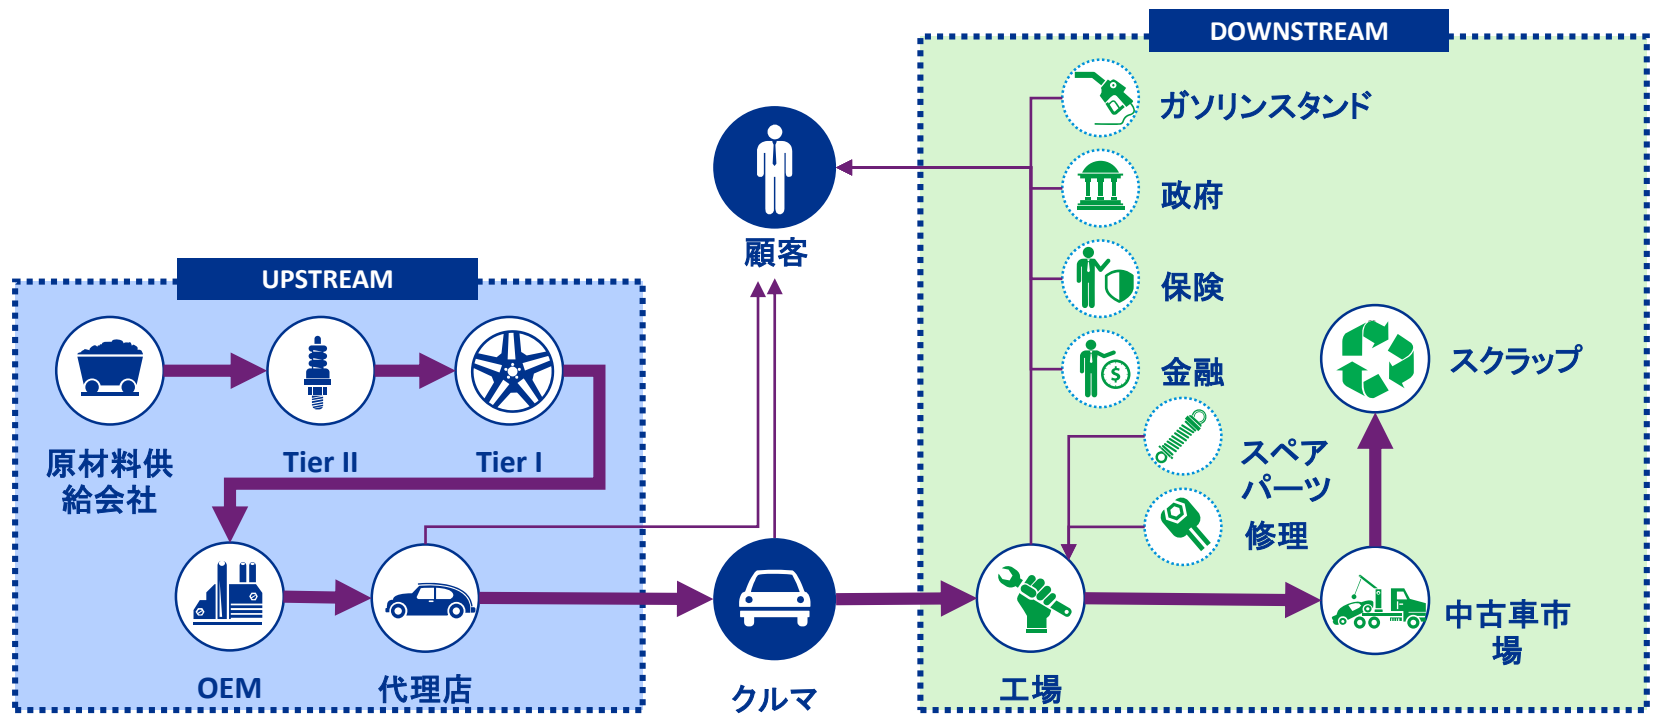 DOWNSTREAM
ガソリンスタンド
政府
保険
金融
スペア
パーツ
修理
スクラップ
中古車市
場
工場
顧客
クルマ
UPSTREAM
原材料供
給会社
Tier II
Tier I
OEM
代理店
$